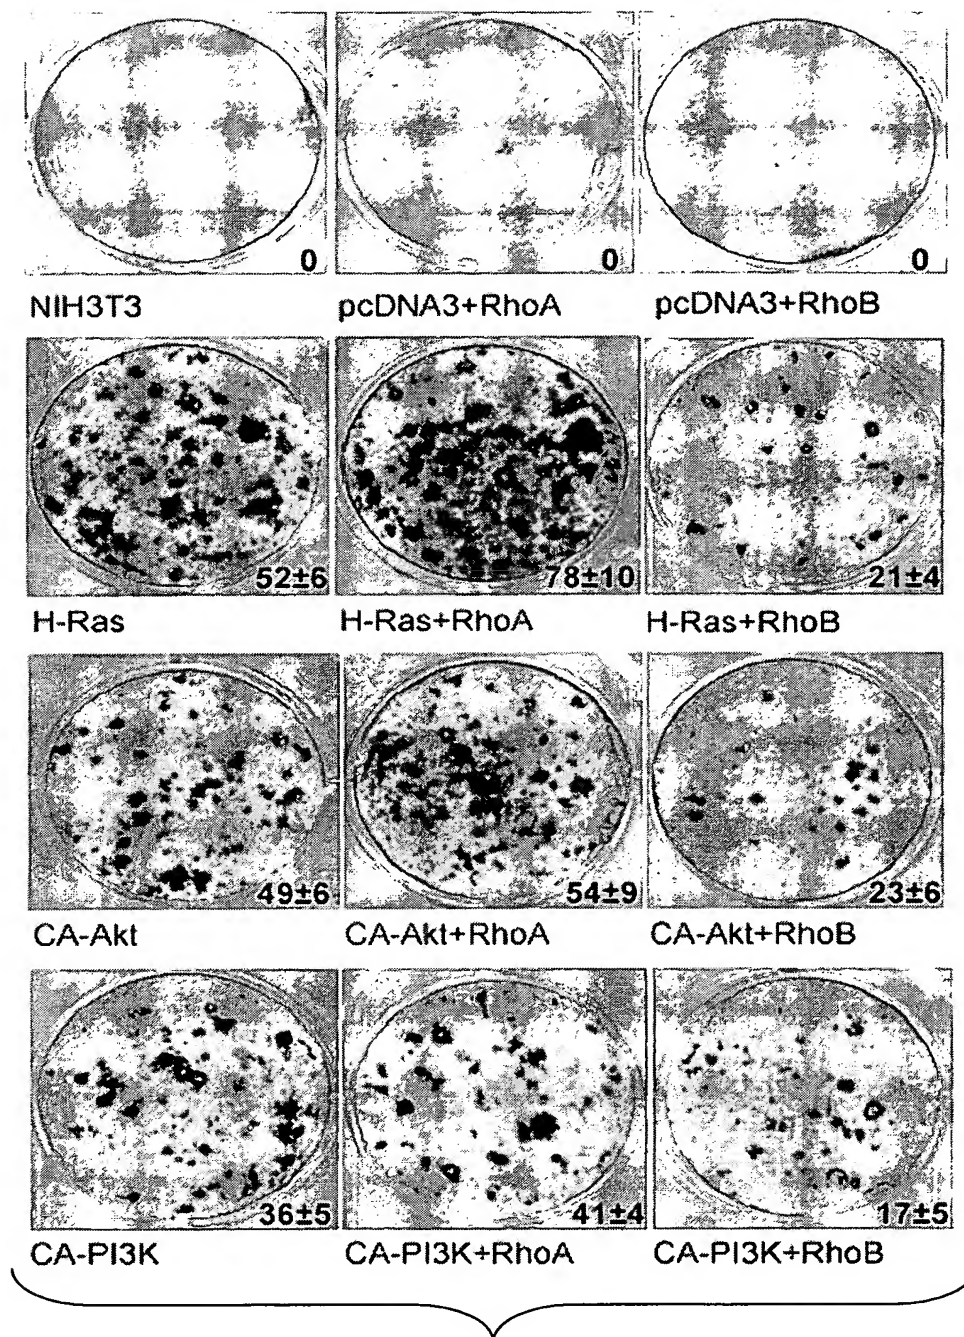 0 0 0
NIH3T3 pcDNA3+RhoA pcDNA3+RhoB
52±6 78±10 21±4
H-Ras H-Ras+RhoA H-Ras+RhoB
49±6 54±9 23±6
CA-Akt CA-Akt+RhoA CA-Akt+RhoB
36±5 41±4 17±5
CA-PI3K CA-PI3K+RhoA CA-PI3K+RhoB